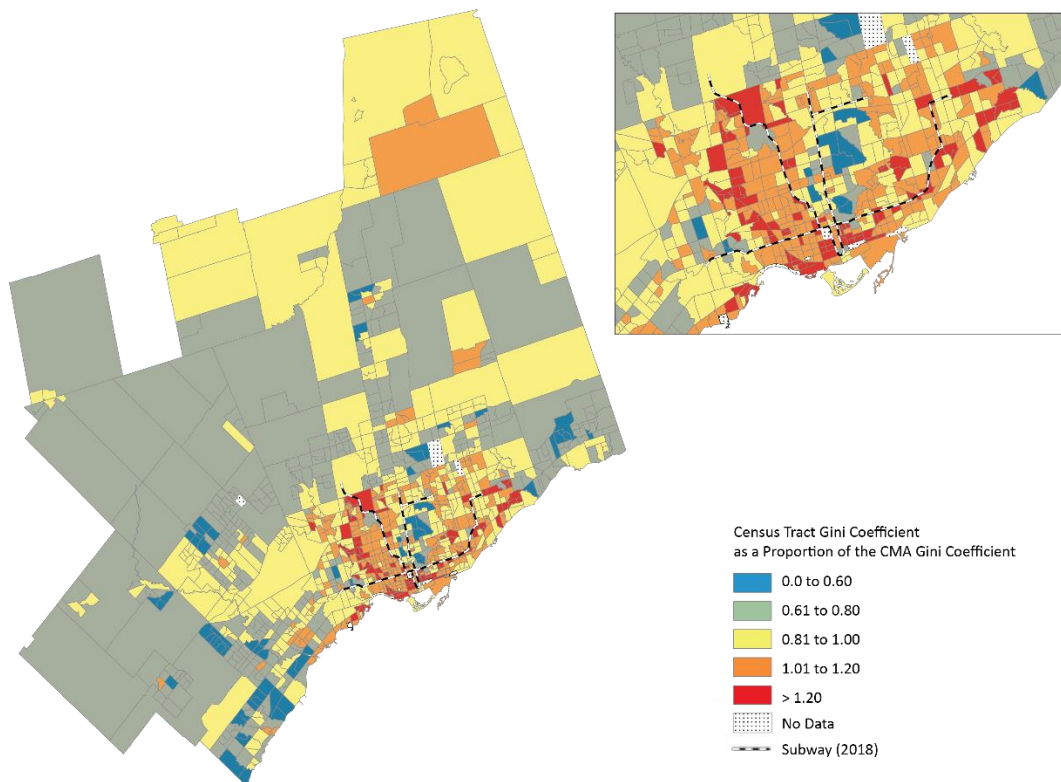 Census Tract Gini Coefficient
as a Proportion of the CMA Gini Coefficient
0.0 to 0.60
0.61 to 0.80
0.81 to 1.00
1.01 to 1.20
> 1.20
No Data
Subway (2018)